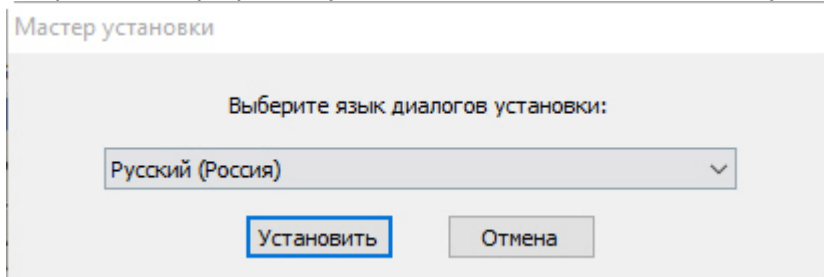 Мастер установки
Выберите язык диалогов установки:
Русский (Россия)
Установить Отмена